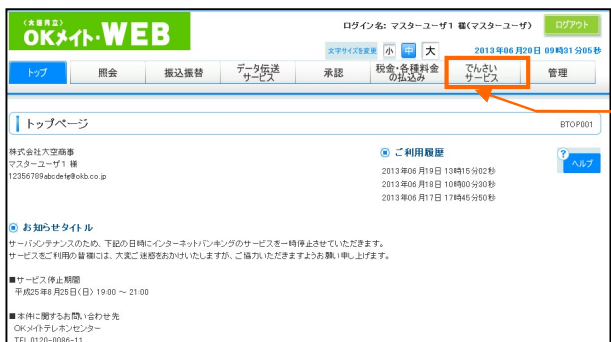 (大垣共立)
OKメイト・WEB
ログイン名: マスターユーザ1 様(マスターユーザ)
ログアウト
文字サイズを変更 小 中 大
2013年06月20日 09時31分05秒
トップ 照会 振込振替 データ伝送サービス 承認 税金・各種料金の払込み でんさいサービス 管理
トップページ
BTOP001
株式会社大空商事
マスターユーザ1 様
12356789abcdefg@okb.co.jp
ご利用履歴
2013年06月19日 13時15分02秒
2013年06月18日 10時00分30秒
2013年06月17日 17時45分50秒
? ヘルプ
お知らせタイトル
サーバメンテナンスのため、下記の日時にインターネットバンキングのサービスを一時停止させていただきます。
サービスをご利用の皆様には、大変ご迷惑をおかけいたしますが、ご協力いただきますようお願い申し上げます。
■サービス停止期間
平成25年8月25日(日) 19:00 ~ 21:00
■本件に関するお問い合わせ先
OKメイトテレホンセンター
TEL 0120-0086-11